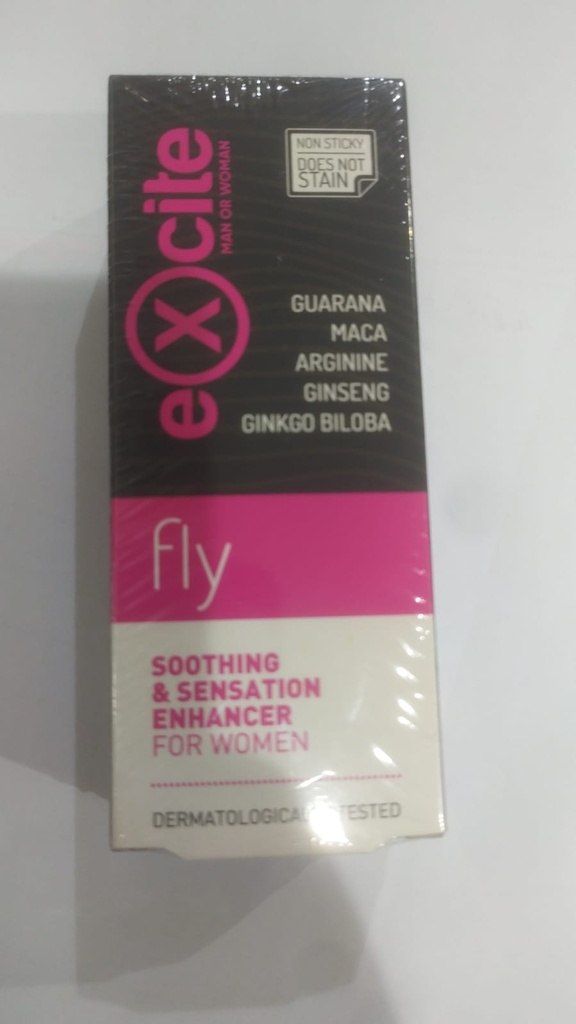 eXcite
MAN OR WOMAN
NON STICKY
DOES NOT
STAIN
GUARANA
MACA
ARGININE
GINSENG
GINKGO BILOBA
fly
SOOTHING
& SENSATION
ENHANCER
FOR WOMEN
DERMATOLOGICALLY TESTED